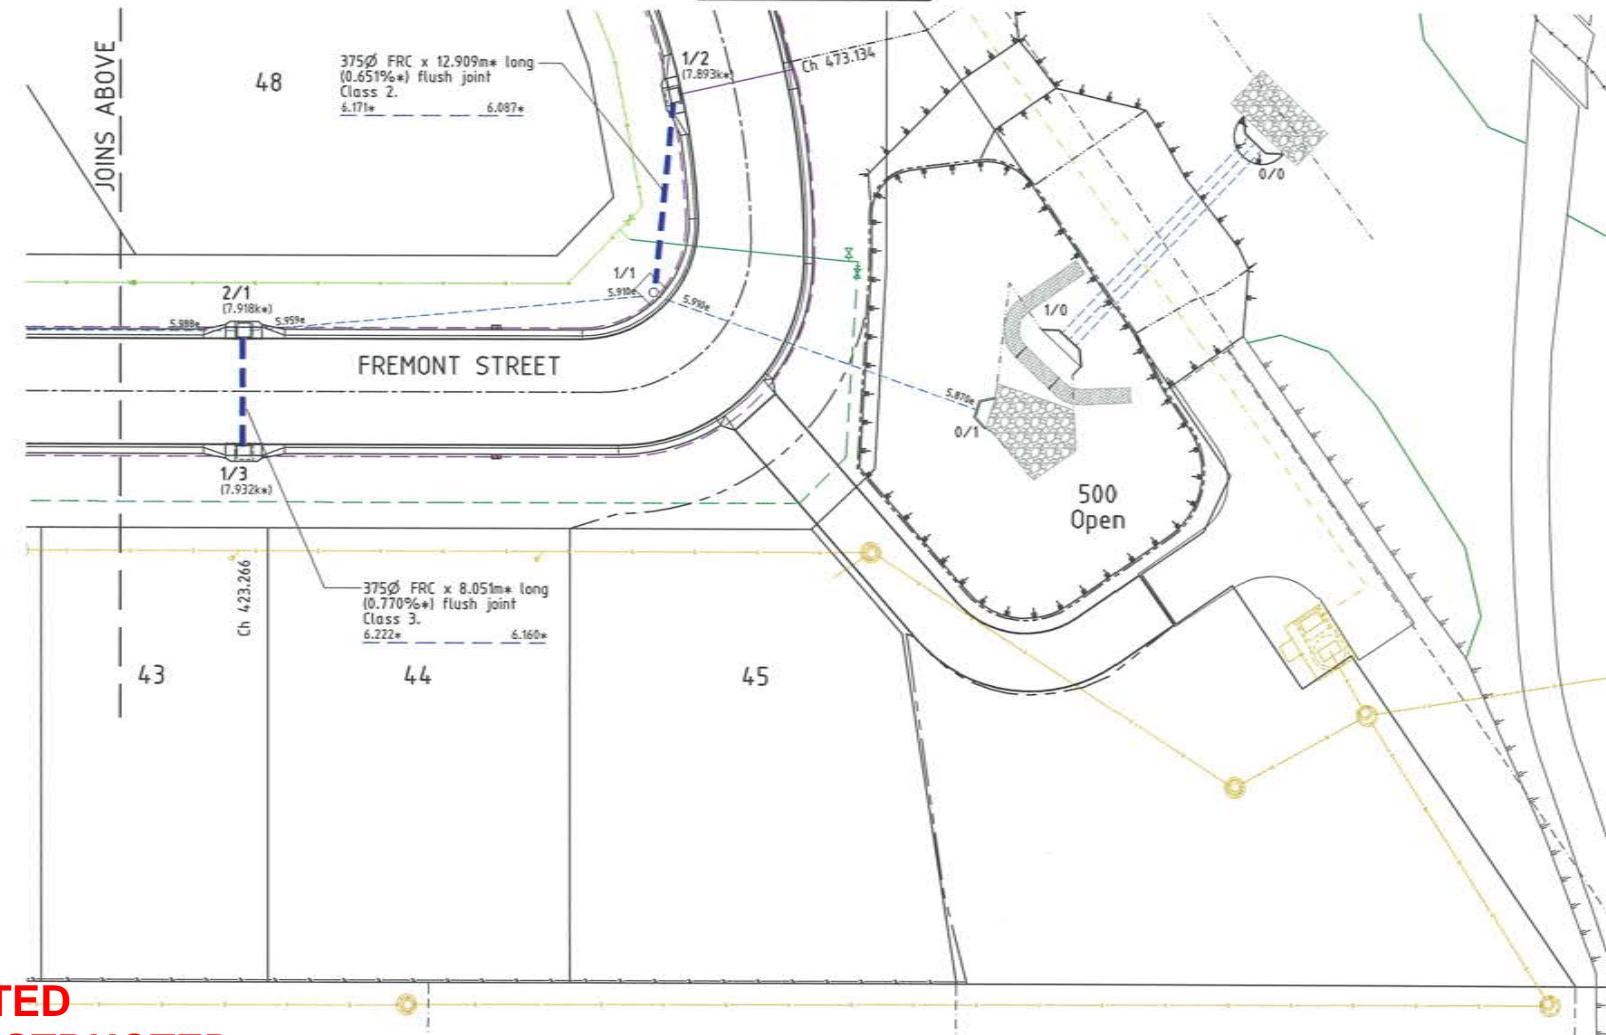 JOINS ABOVE
48
375Ø FRC x 12.909m* long
(0.651%*) flush joint
Class 2.
6.171* 6.087*
1/2
(7.893k*)
Ch 473.134
0/0
1/1
5.910e
5.910e
2/1
(7.918k*)
5.988e
5.959e
FREMONT STREET
1/0
5.870e
0/1
1/3
(7.932k*)
500
Open
Ch 423.266
375Ø FRC x 8.051m* long
(0.770%*) flush joint
Class 3.
6.222* 6.160*
43
44
45
TED